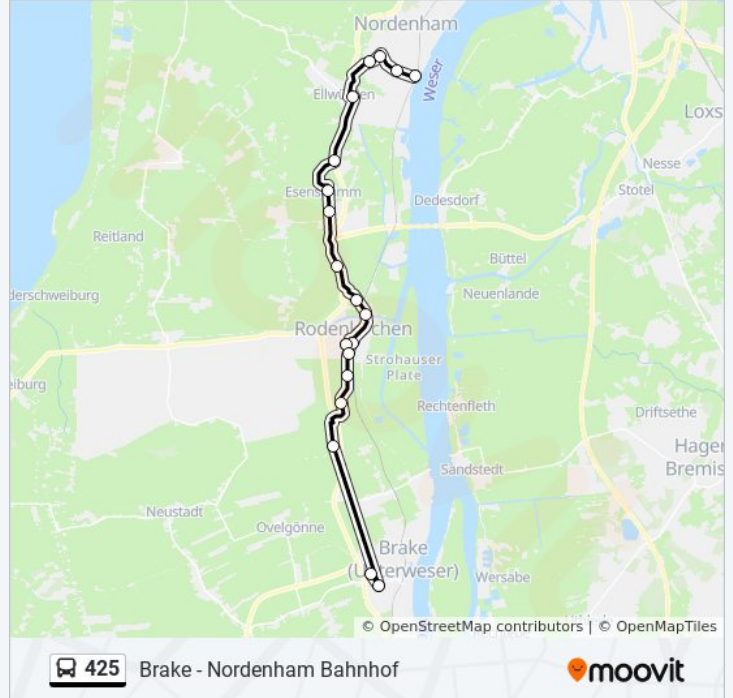 Nordenham
Weser
Ellwürden
Loxs
Nesse
Esenshamm
Stotel
Dedesdorf
Reitland
Büttel
derschweiburg
Neuenlande
Rodenkirchen
Strohauser
Plate
eiburg
Rechtenfleth
Driftsethe
Hager
Bremis
Sandstedt
Neustadt
Ovelgönne
Brake
(Unterweser)
Wersabe
© OpenStreetMap contributors | © OpenMapTiles
425 Brake - Nordenham Bahnhof
moovit